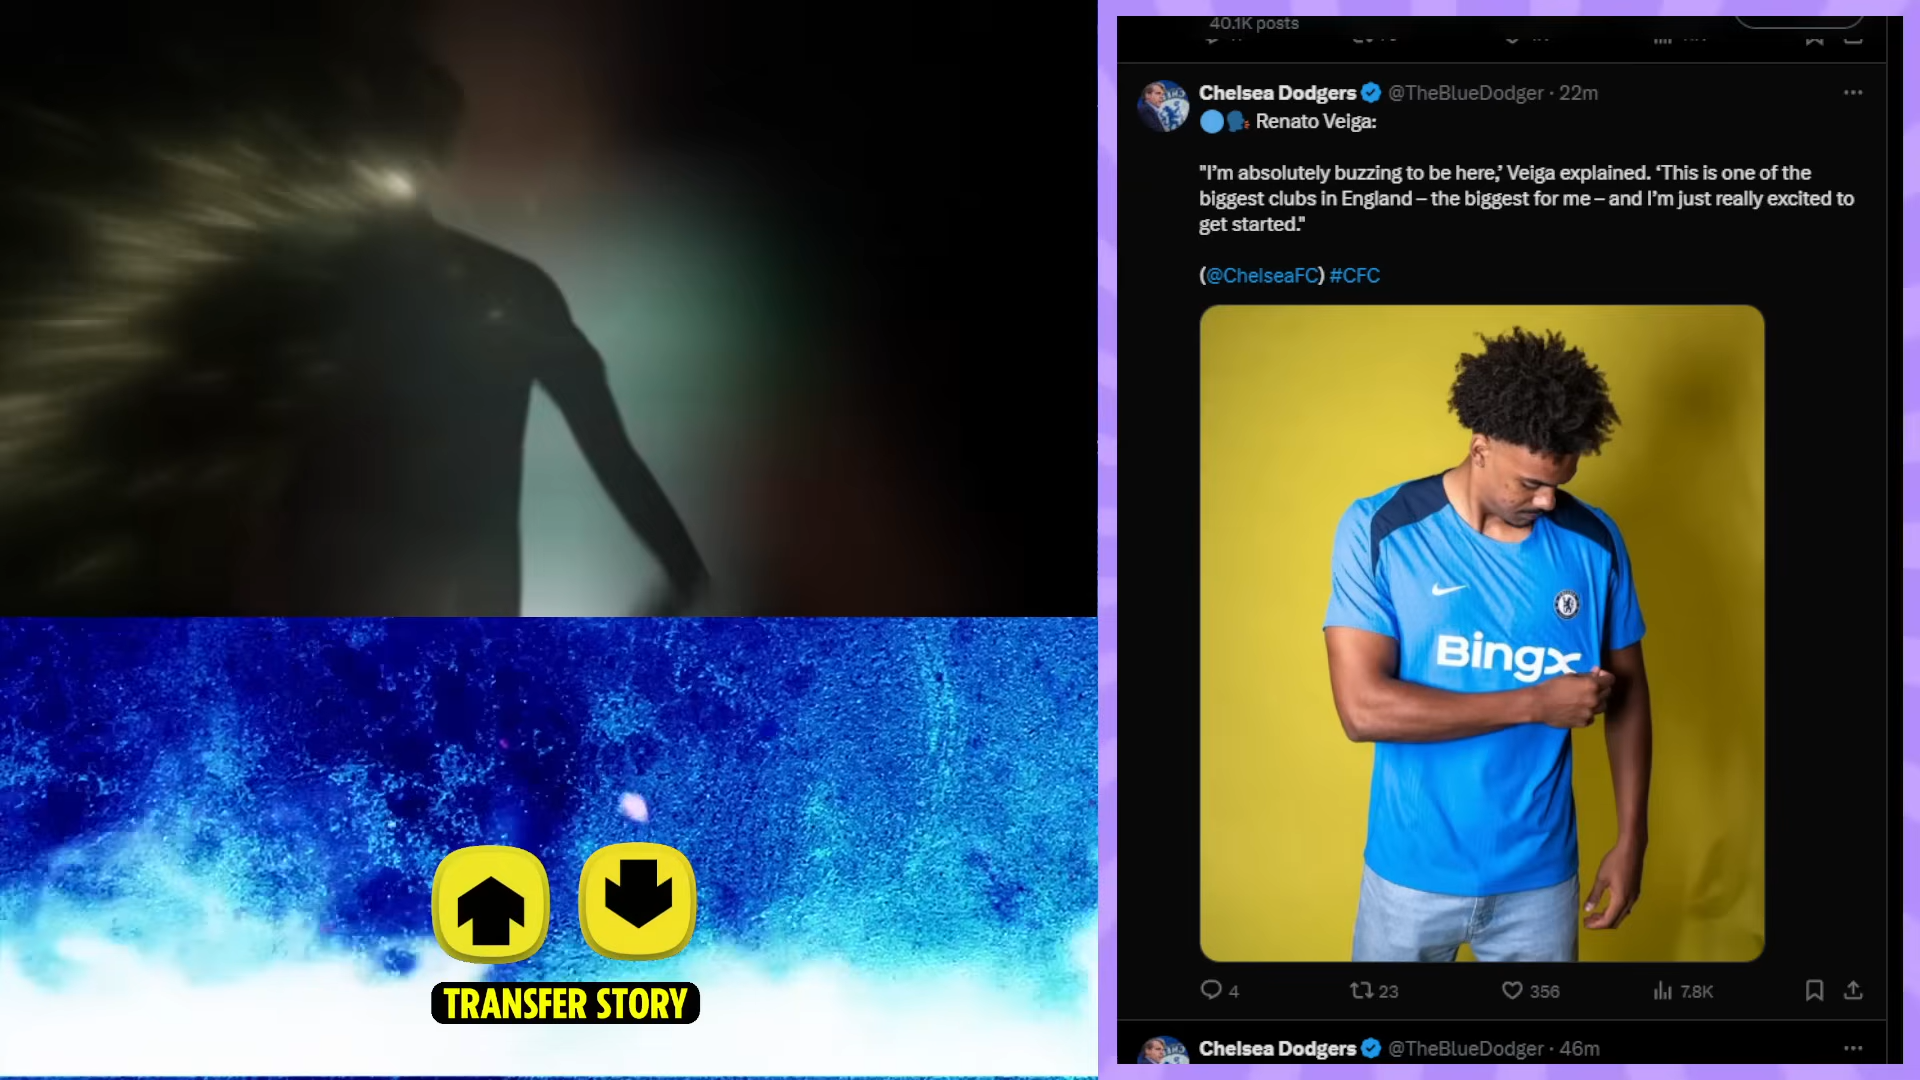 40.1K posts
Chelsea Dodgers @TheBlueDodger · 22m
Renato Veiga:
"I'm absolutely buzzing to be here,' Veiga explained. 'This is one of the
biggest clubs in England – the biggest for me – and I'm just really excited to
get started."
(@ChelseaFC) #CFC
BingX
4 23 356 7.8K
TRANSFER STORY
Chelsea Dodgers @TheBlueDodger · 46m